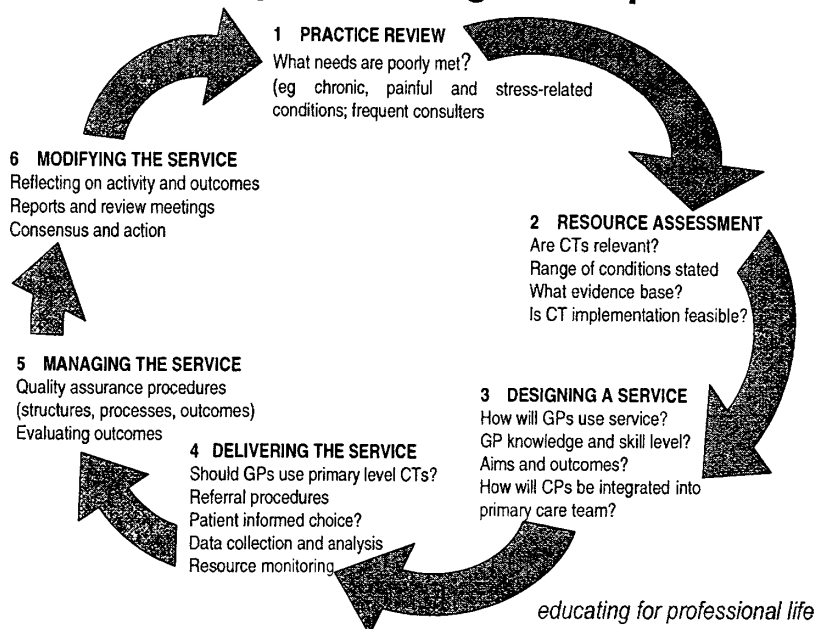 1 PRACTICE REVIEW
What needs are poorly met?
(eg chronic, painful and stress-related
conditions; frequent consulters
2 RESOURCE ASSESSMENT
Are CTs relevant?
Range of conditions stated
What evidence base?
Is CT implementation feasible?
3 DESIGNING A SERVICE
How will GPs use service?
GP knowledge and skill level?
Aims and outcomes?
How will CPs be integrated into
primary care team?
4 DELIVERING THE SERVICE
Should GPs use primary level CTs?
Referral procedures
Patient informed choice?
Data collection and analysis
Resource monitoring
5 MANAGING THE SERVICE
Quality assurance procedures
(structures, processes, outcomes)
Evaluating outcomes
6 MODIFYING THE SERVICE
Reflecting on activity and outcomes
Reports and review meetings
Consensus and action
educating for professional life